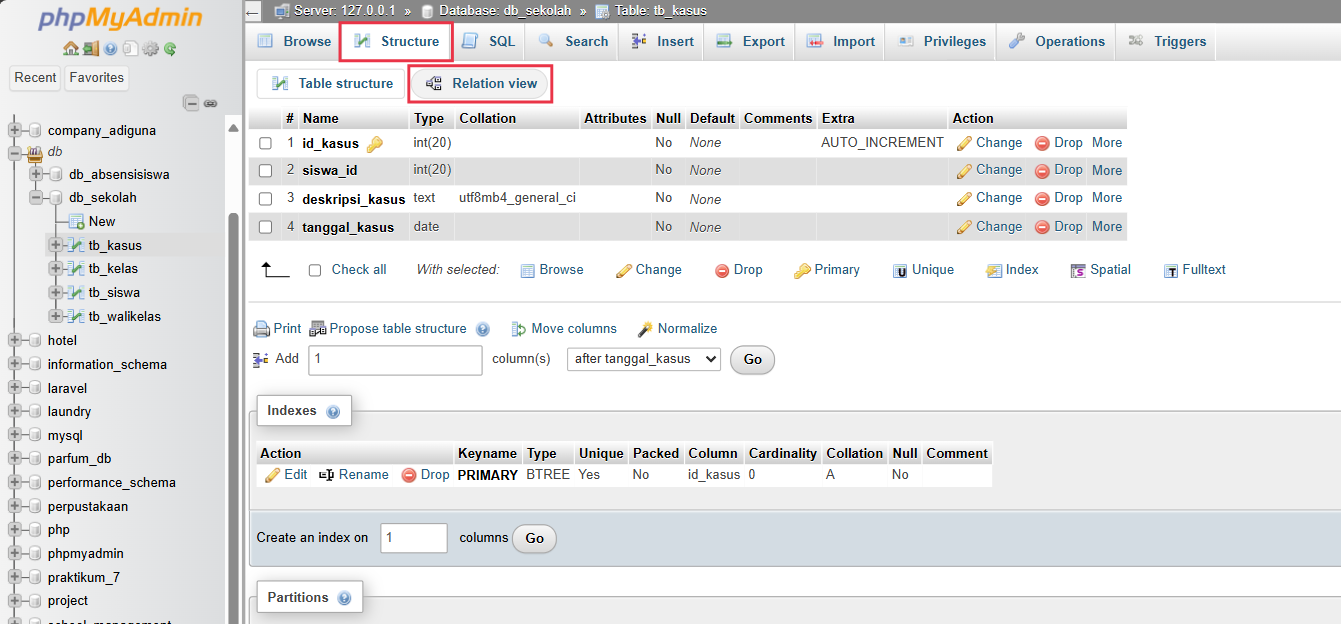 phpMyAdmin
Recent Favorites
company_adiguna
db
db_absensisiswa
db_sekolah
New
tb_kasus
tb_kelas
tb_siswa
tb_walikelas
hotel
information_schema
laravel
laundry
mysql
parfum_db
performance_schema
perpustakaan
php
phpmyadmin
praktikum_7
project
school_management
Server: 127.0.0.1 » Database: db_sekolah » Table: tb_kasus
Browse Structure SQL Search Insert Export Import Privileges Operations Triggers
Table structure Relation view
# Name Type Collation Attributes Null Default Comments Extra Action
1 id_kasus int(20) No None AUTO_INCREMENT Change Drop More
2 siswa_id int(20) No None Change Drop More
3 deskripsi_kasus text utf8mb4_general_ci No None Change Drop More
4 tanggal_kasus date No None Change Drop More
Check all With selected: Browse Change Drop Primary Unique Index Spatial Fulltext
Print Propose table structure Move columns Normalize
Add 1 column(s) after tanggal_kasus Go
Indexes
Action Keyname Type Unique Packed Column Cardinality Collation Null Comment
Edit Rename Drop PRIMARY BTREE Yes No id_kasus 0 A No
Create an index on 1 columns Go
Partitions